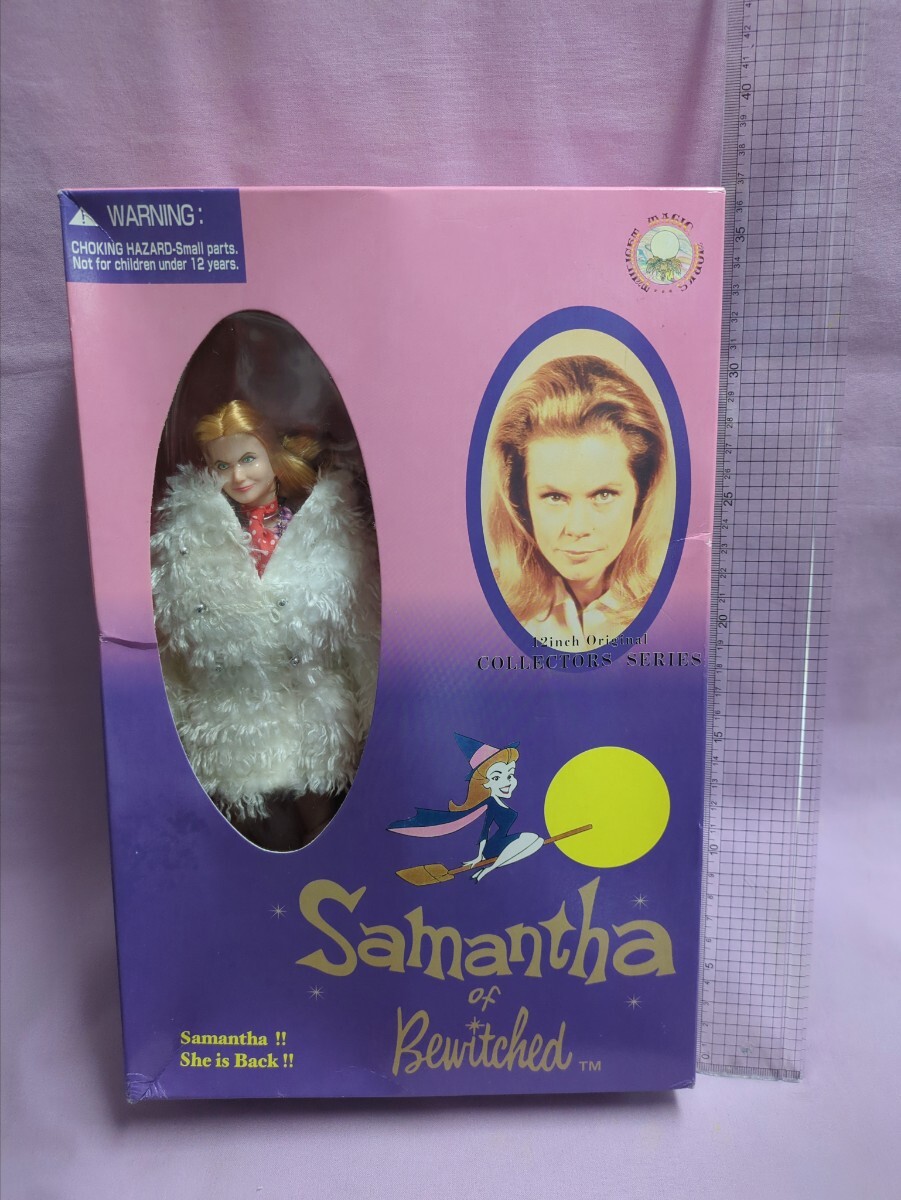 WARNING:
CHOKING HAZARD-Small parts.
Not for children under 12 years.
12inch Original
COLLECTORS SERIES
Samantha
of
Bewitched TM
Samantha !!
She is Back !!